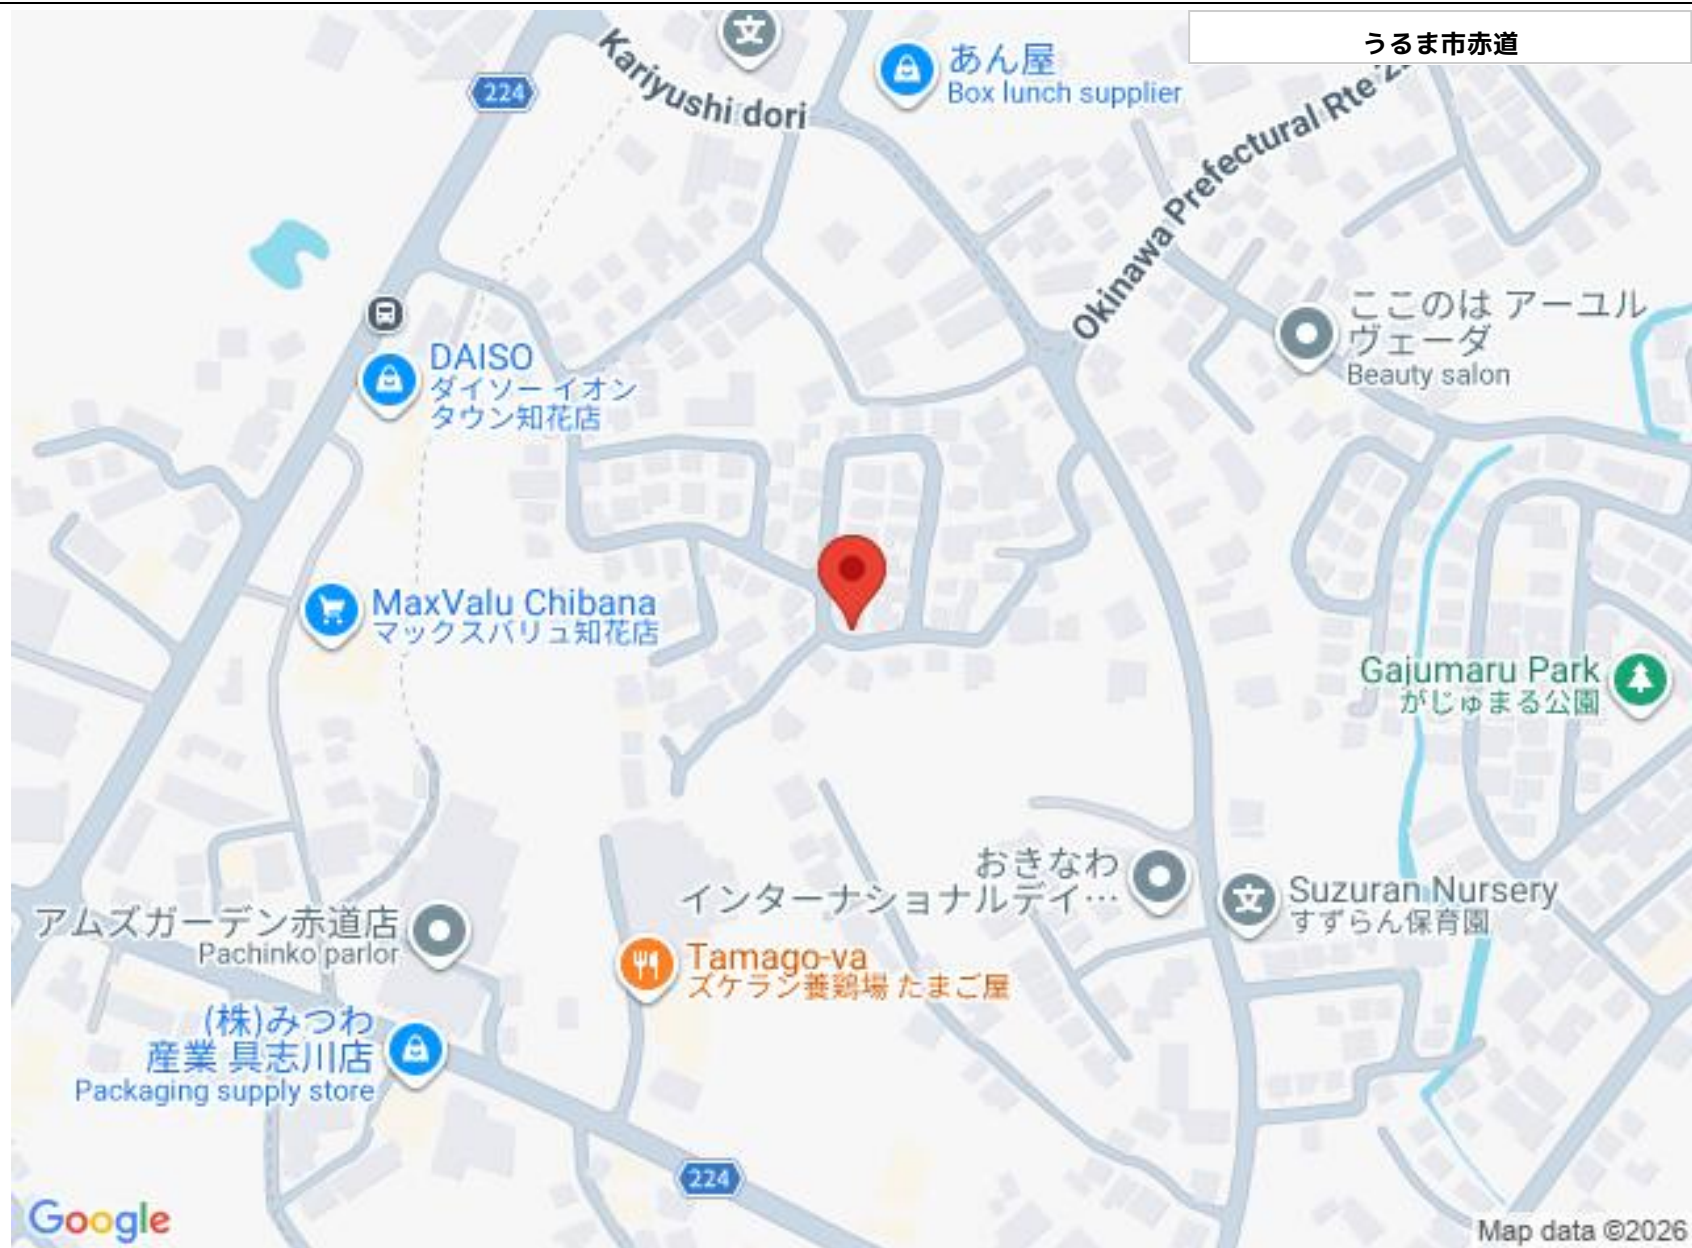 うるま市赤道
Kariyushi dori
224
あん屋
Box lunch supplier
Okinawa Prefectural Rte
ここのは アーユル
ヴェーダ
Beauty salon
DAISO
ダイソー イオン
タウン知花店
MaxValu Chibana
マックスバリュ知花店
Gajumaru Park
がじゅまる公園
おきなわ
インターナショナルデイ…
Suzuran Nursery
すずらん保育園
アムズガーデン赤道店
Pachinko parlor
Tamago-ya
ズケラン養鶏場 たまご屋
(株)みつわ
産業 具志川店
Packaging supply store
224
Google
Map data ©2026